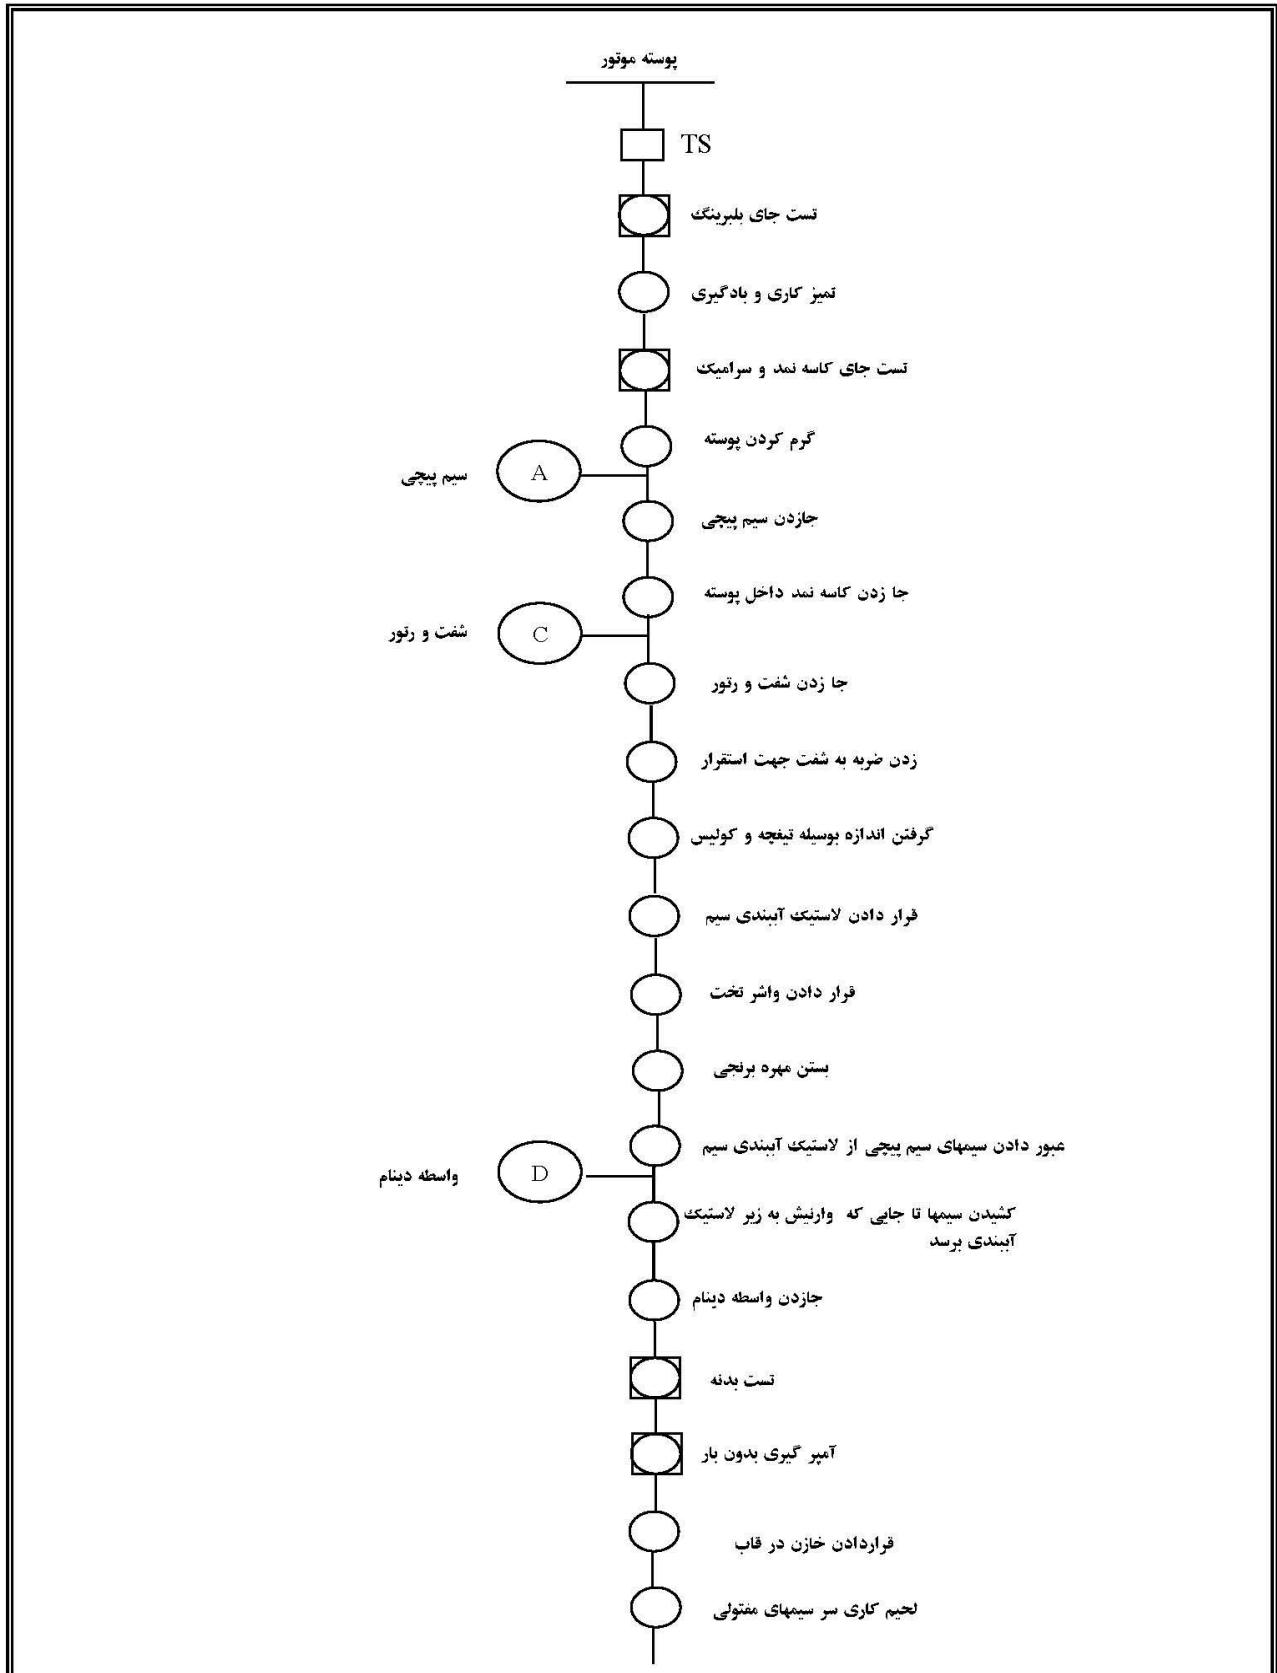 پوسته موتور
TS
تست جای بلبرینگ
تمیز کاری و بادگیری
تست جای کاسه نمد و سرامیک
گرم کردن پوسته
A
سیم پیچی
جازدن سیم پیچی
جا زدن کاسه نمد داخل پوسته
C
شفت و رتور
جا زدن شفت و رتور
زدن ضربه به شفت جهت استقرار
گرفتن اندازه بوسیله تیغچه و کولیس
قرار دادن لاستیک آببندی سیم
قرار دادن واشر تخت
بستن مهره برنجی
عبور دادن سیمهای سیم پیچی از لاستیک آببندی سیم
D
واسطه دینام
کشیدن سیمها تا جایی که وارنیش به زیر لاستیک
آببندی برسد
جازدن واسطه دینام
تست بدنه
آمپر گیری بدون بار
قراردادن خازن در قاب
لحیم کاری سر سیمهای مفتولی